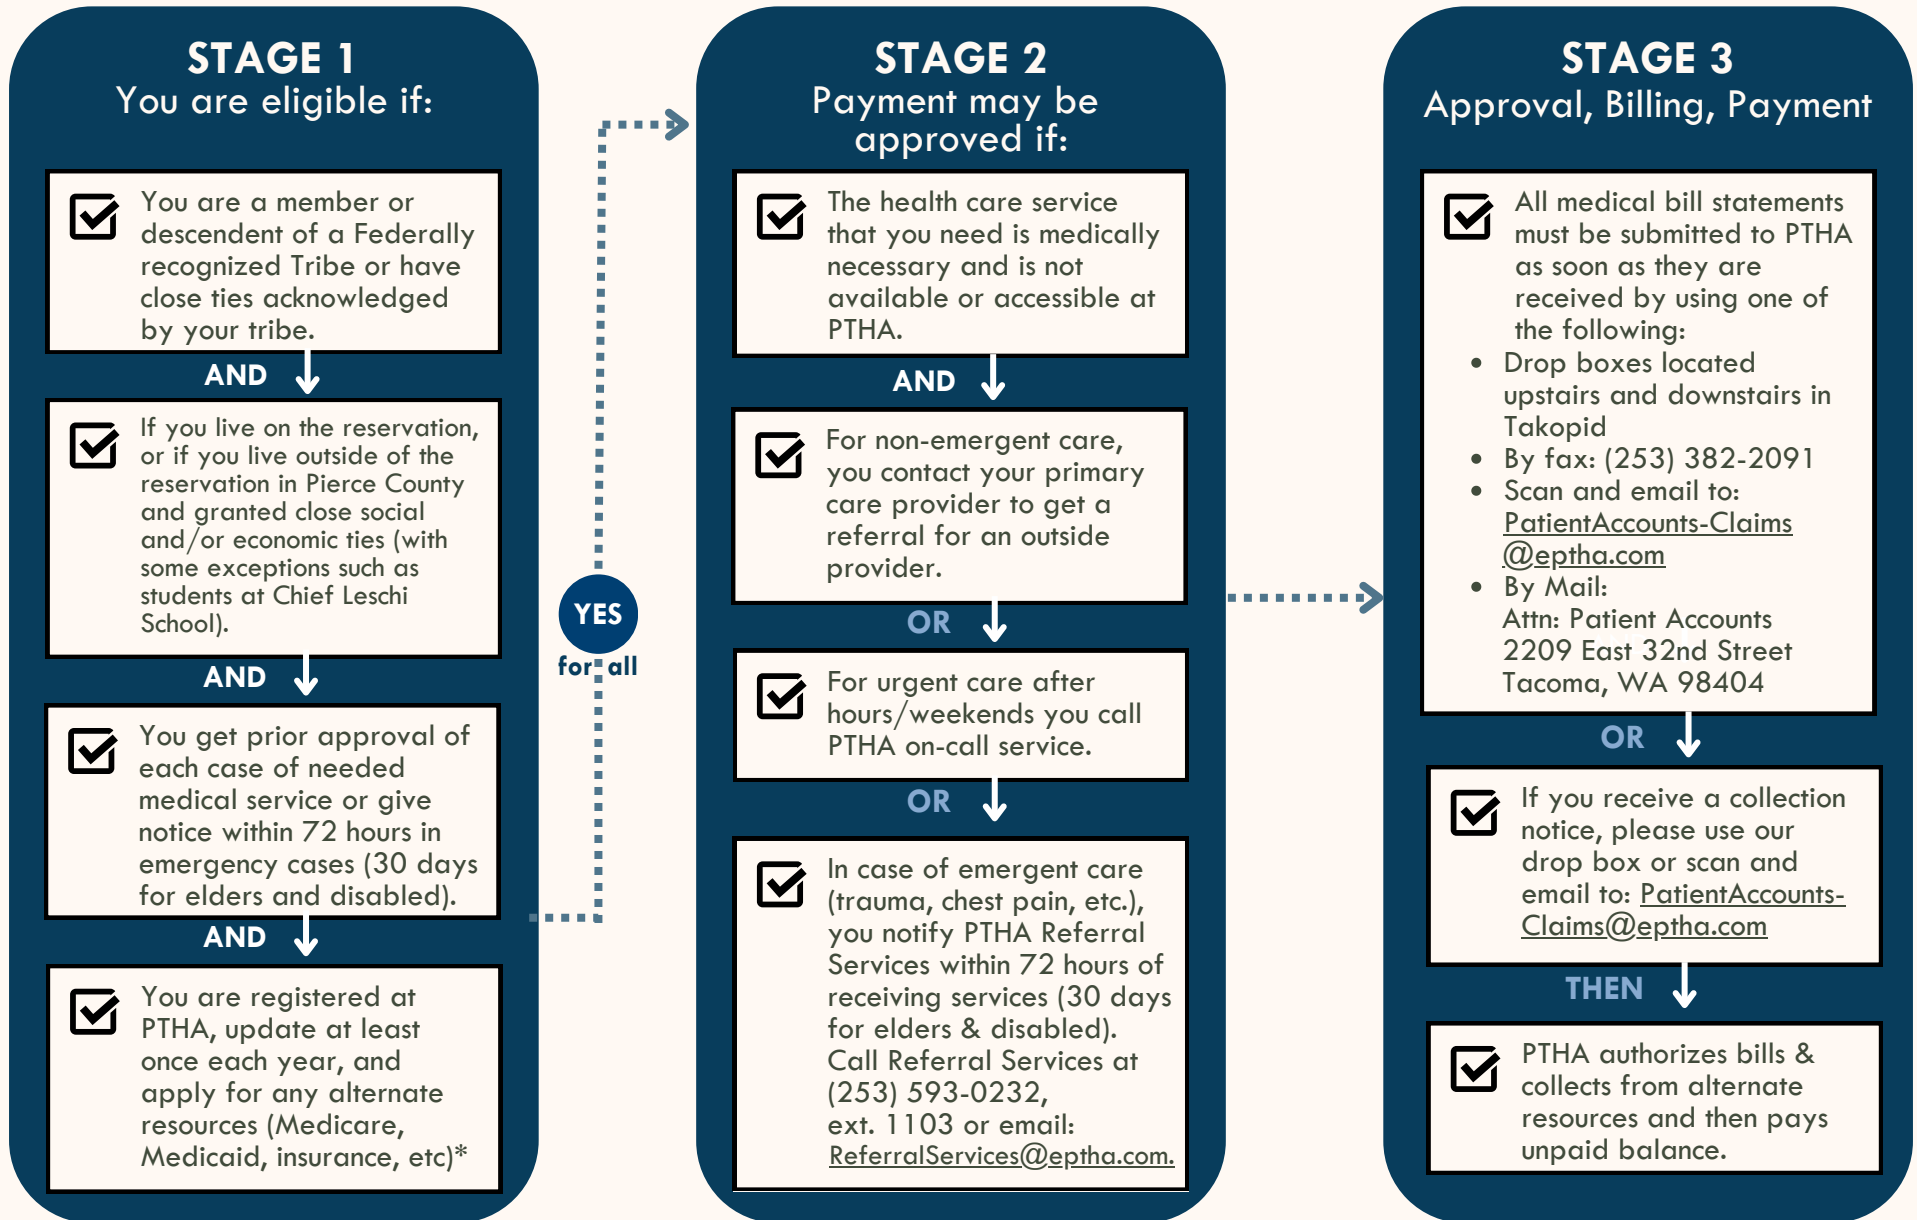 STAGE 1
You are eligible if:
You are a member or
descendent of a Federally
recognized Tribe or have
close ties acknowledged
by your tribe.
AND
If you live on the reservation,
or if you live outside of the
reservation in Pierce County
and granted close social
and/or economic ties (with
some exceptions such as
students at Chief Leschi
School).
AND
You get prior approval of
each case of needed
medical service or give
notice within 72 hours in
emergency cases (30 days
for elders and disabled).
AND
You are registered at
PTHA, update at least
once each year, and
apply for any alternate
resources (Medicare,
Medicaid, insurance, etc)*
YES
for all
STAGE 2
Payment may be
approved if:
The health care service
that you need is medically
necessary and is not
available or accessible at
PTHA.
AND
For non-emergent care,
you contact your primary
care provider to get a
referral for an outside
provider.
OR
For urgent care after
hours/weekends you call
PTHA on-call service.
OR
In case of emergent care
(trauma, chest pain, etc.),
you notify PTHA Referral
Services within 72 hours of
receiving services (30 days
for elders & disabled).
Call Referral Services at
(253) 593-0232,
ext. 1103 or email:
ReferralServices@eptha.com.
STAGE 3
Approval, Billing, Payment
All medical bill statements
must be submitted to PTHA
as soon as they are
received by using one of
the following:
• Drop boxes located
upstairs and downstairs in
Takopid
• By fax: (253) 382-2091
• Scan and email to:
PatientAccounts-Claims
@eptha.com
• By Mail:
Attn: Patient Accounts
2209 East 32nd Street
Tacoma, WA 98404
OR
If you receive a collection
notice, please use our
drop box or scan and
email to: PatientAccounts-
Claims@eptha.com
THEN
PTHA authorizes bills &
collects from alternate
resources and then pays
unpaid balance.